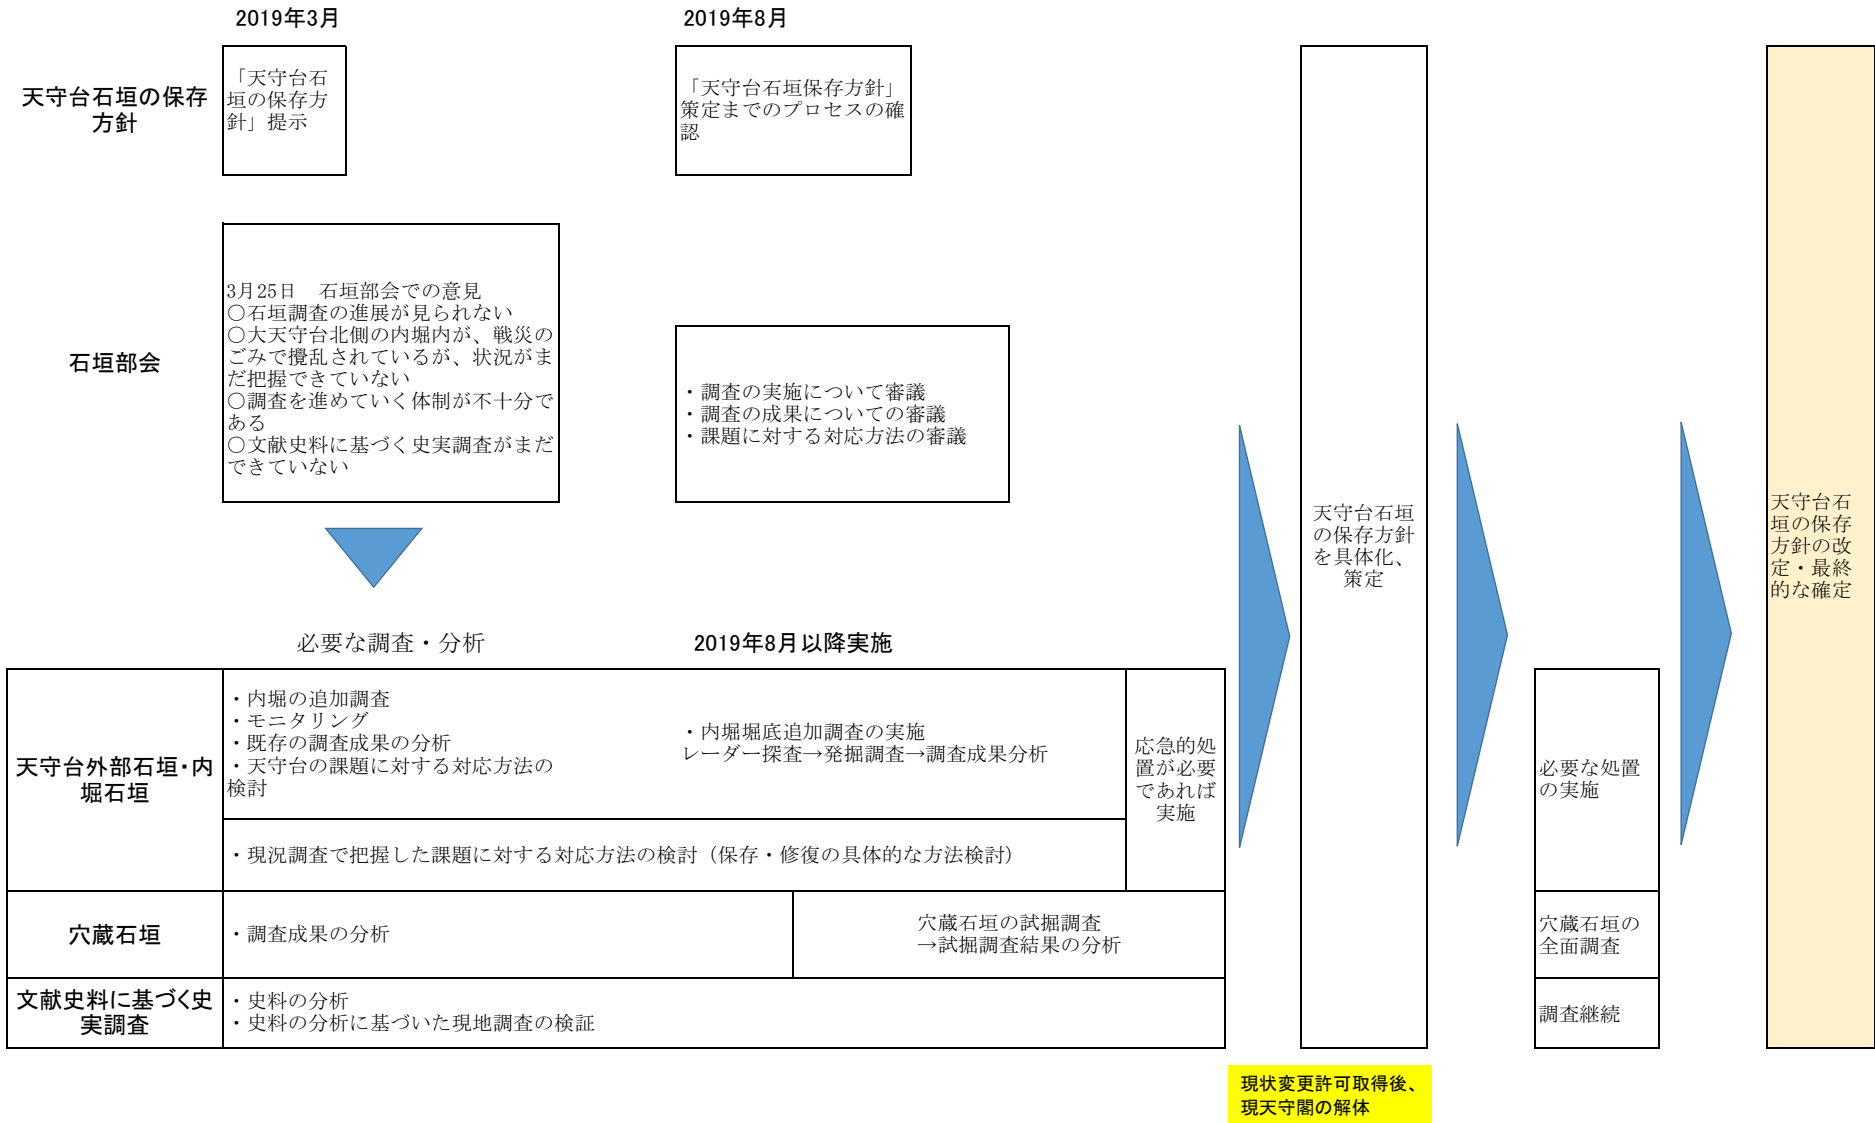 2019年3月
2019年8月
天守台石垣の保存
方針
「天守台石
垣の保存方
針」提示
「天守台石垣保存方針」
策定までのプロセスの確
認
石垣部会
3月25日　石垣部会での意見
〇石垣調査の進展が見られない
〇大天守台北側の内堀内が、戦災の
ごみで攪乱されているが、状況がま
だ把握できていない
〇調査を進めていく体制が不十分で
ある
〇文献史料に基づく史実調査がまだ
できていない
・調査の実施について審議
・調査の成果についての審議
・課題に対する対応方法の審議
必要な調査・分析
2019年8月以降実施
天守台外部石垣・内
堀石垣
・内堀の追加調査
・モニタリング
・既存の調査成果の分析
・天守台の課題に対する対応方法の
検討
・内堀堀底追加調査の実施
レーダー探査→発掘調査→調査成果分析
・現況調査で把握した課題に対する対応方法の検討（保存・修復の具体的な方法検討）
応急的処
置が必要
であれば
実施
穴蔵石垣
・調査成果の分析
穴蔵石垣の試掘調査
→試掘調査結果の分析
文献史料に基づく史
実調査
・史料の分析
・史料の分析に基づいた現地調査の検証
天守台石垣
の保存方針
を具体化、
策定
必要な処置
の実施
穴蔵石垣の
全面調査
調査継続
天守台石
垣の保存
方針の改
定・最終
的な確定
現状変更許可取得後、
現天守閣の解体